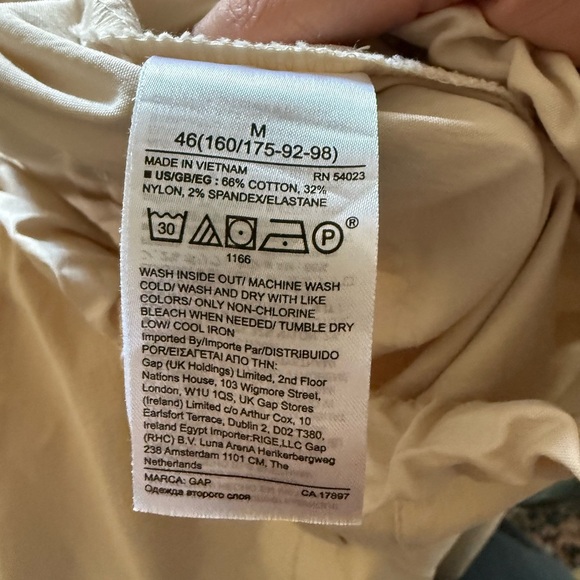 M
46(160/175-92-98)
MADE IN VIETNAM RN 54023
■ US/GB/EG : 66% COTTON, 32%
NYLON, 2% SPANDEX/ELASTANE
30 P ®
1166
WASH INSIDE OUT/ MACHINE WASH
COLD/ WASH AND DRY WITH LIKE
COLORS/ ONLY NON-CHLORINE
BLEACH WHEN NEEDED/ TUMBLE DRY
LOW/ COOL IRON
Imported By/Importe Par/DISTRIBUIDO
POR/ΕΙΣΑΓΕΤΑΙ ΑΠΟ ΤΗΝ:
Gap (UK Holdings) Limited, 2nd Floor
Nations House, 103 Wigmore Street,
London, W1U 1QS, UK Gap Stores
(Ireland) Limited c/o Arthur Cox, 10
Earlsfort Terrace, Dublin 2, D02 T380,
Ireland Egypt Importer:RIGE,LLC Gap
(RHC) B.V. Luna ArenA Herikerbergweg
238 Amsterdam 1101 CM, The
Netherlands
MARCA: GAP CA 17897
Одежда второго слоя